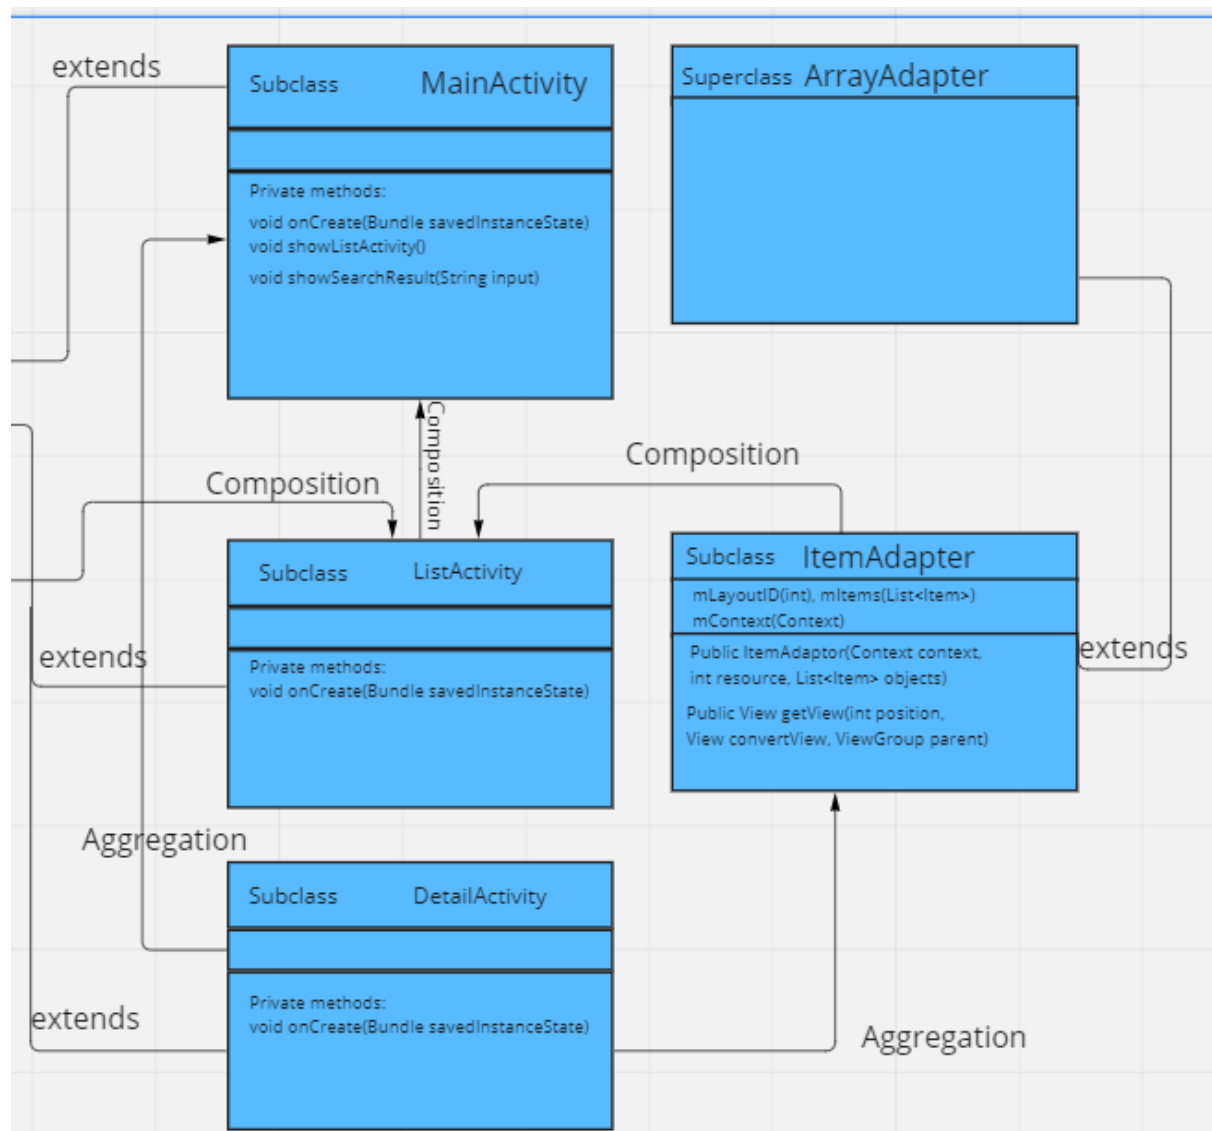 extends
Subclass MainActivity
Private methods:
void onCreate(Bundle savedInstanceState)
void showListActivity()
void showSearchResult(String input)
Superclass ArrayAdapter
Composition
Composition
Composition
Subclass ListActivity
Private methods:
void onCreate(Bundle savedInstanceState)
extends
Subclass ItemAdapter
mLayoutID(int), mItems(List<Item>)
mContext(Context)
Public ItemAdaptor(Context context,
int resource, List<Item> objects)
Public View getView(int position,
View convertView, ViewGroup parent)
extends
Aggregation
Subclass DetailActivity
Private methods:
void onCreate(Bundle savedInstanceState)
extends
Aggregation